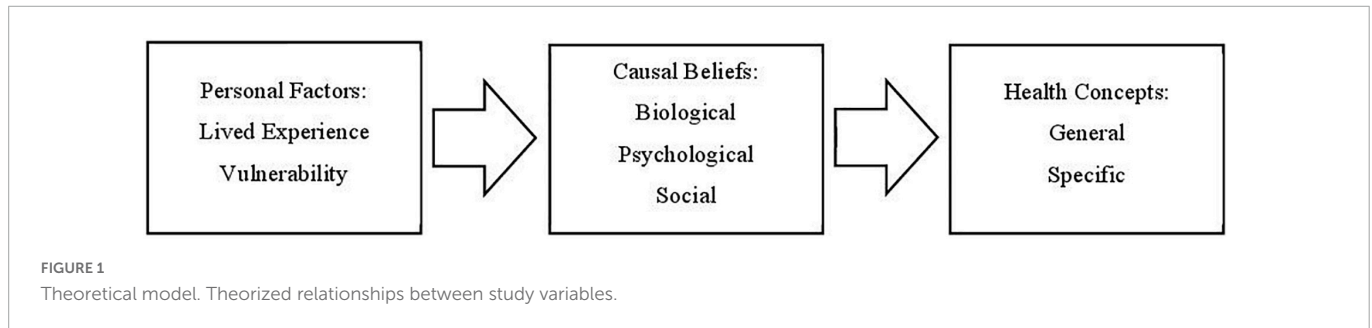 Personal Factors:
Lived Experience
Vulnerability
Causal Beliefs:
Biological
Psychological
Social
Health Concepts:
General
Specific
FIGURE 1
Theoretical model. Theorized relationships between study variables.